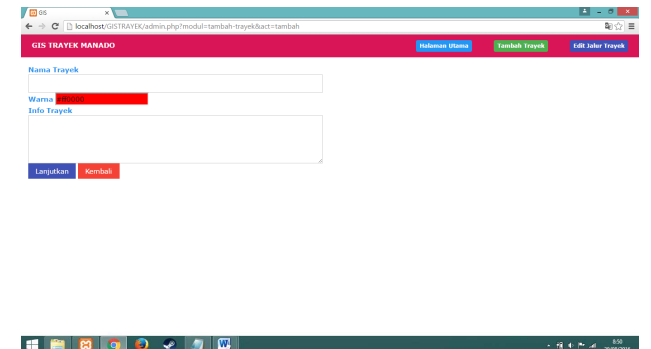 GIS
localhost/GISTRAYEK/admin.php?modul=tambah-trayek&act=tambah
GIS TRAYEK MANADO
Halaman Utama
Tambah Trayek
Edit Jalur Trayek
Nama Trayek
Warna #ff0000
Info Trayek
Lanjutkan
Kembali
8:50